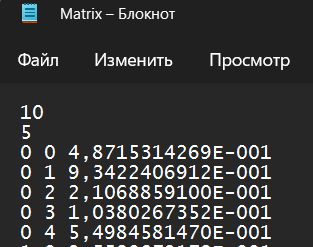 Matrix – Блокнот
Файл Изменить Просмотр
10
5
0 0 4,8715314269E-001
0 1 9,3422406912E-001
0 2 2,1068859100E-001
0 3 1,0380267352E-001
0 4 5,4984581470E-001